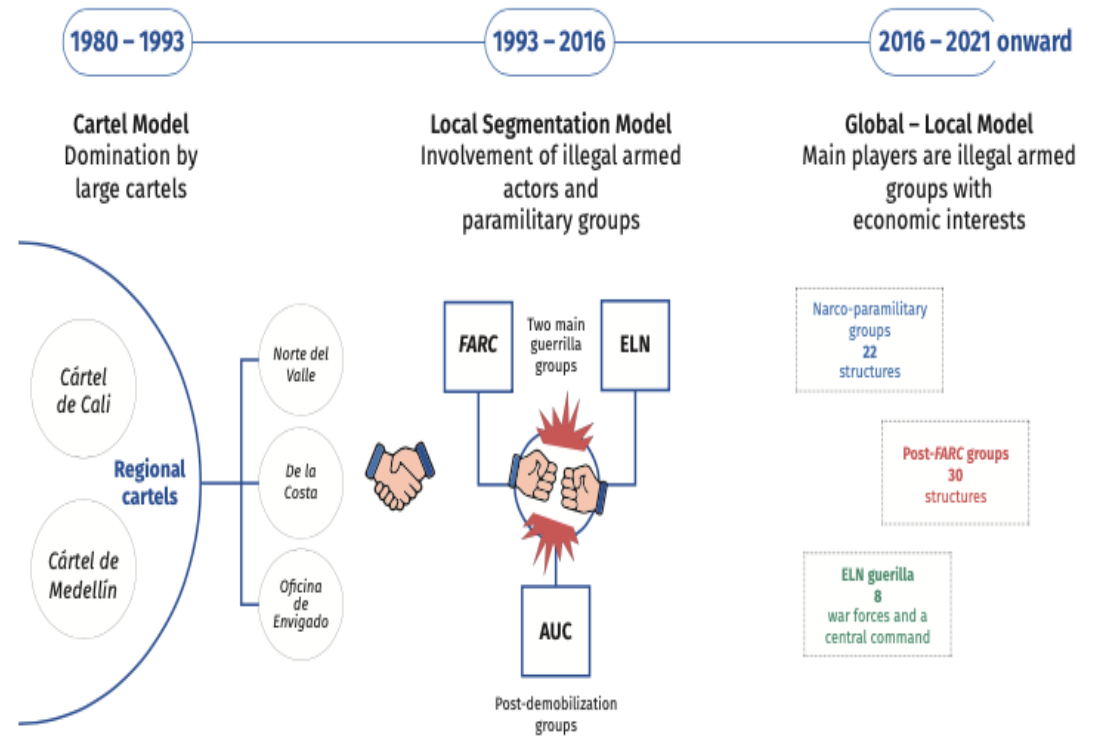 1980 – 1993
1993 – 2016
2016 – 2021 onward
Cartel Model
Domination by
large cartels
Local Segmentation Model
Involvement of illegal armed
actors and
paramilitary groups
Global – Local Model
Main players are illegal armed
groups with
economic interests
Cártel
de Cali
Cártel de
Medellín
Regional
cartels
Norte del
Valle
De la
Costa
Oficina
de
Envigado
FARC
Two main
guerrilla
groups
ELN
AUC
Post-demobilization
groups
Narco-paramilitary
groups
22
structures
Post-FARC groups
30
structures
ELN guerilla
8
war forces and a
central command